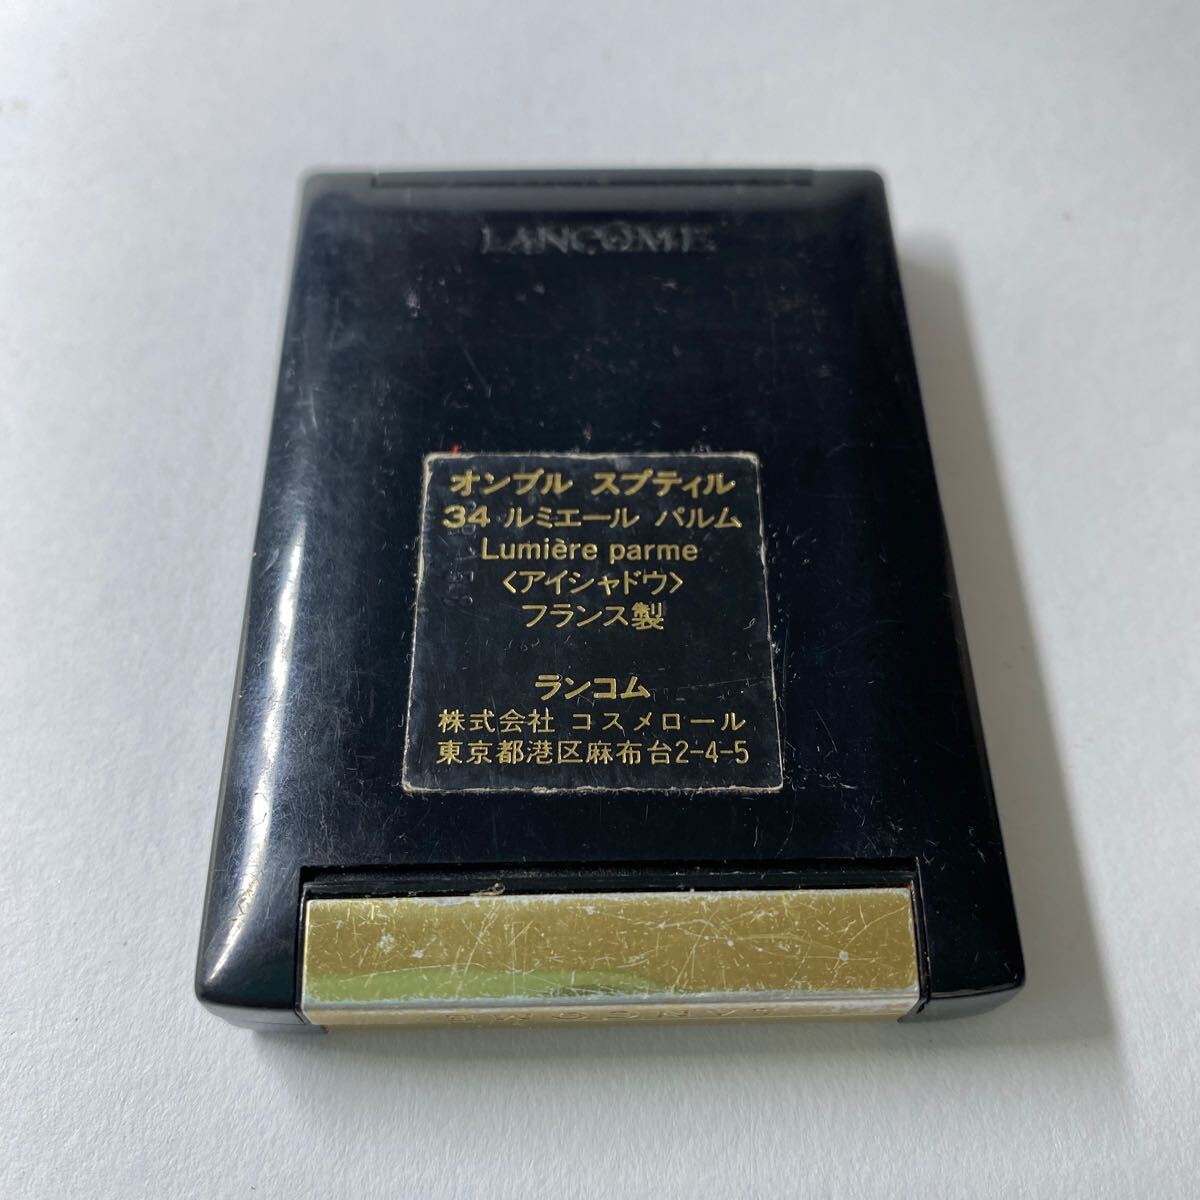 LANCOME
オンブル スプティル
34 ルミエール パルム
Lumière parme
〈アイシャドウ〉
フランス製
ランコム
株式会社 コスメロール
東京都港区麻布台2-4-5
LANCOME